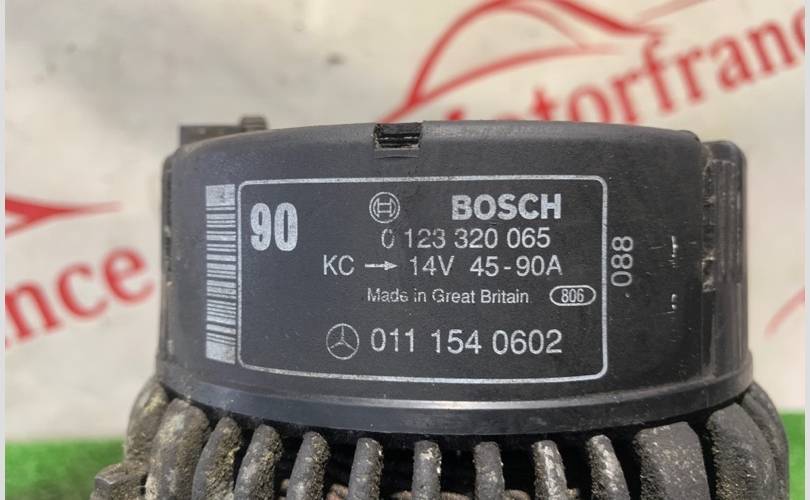 Motorfrance
90
BOSCH
0 123 320 065
KC → 14V 45-90A
Made in Great Britain 806
011 154 0602
088